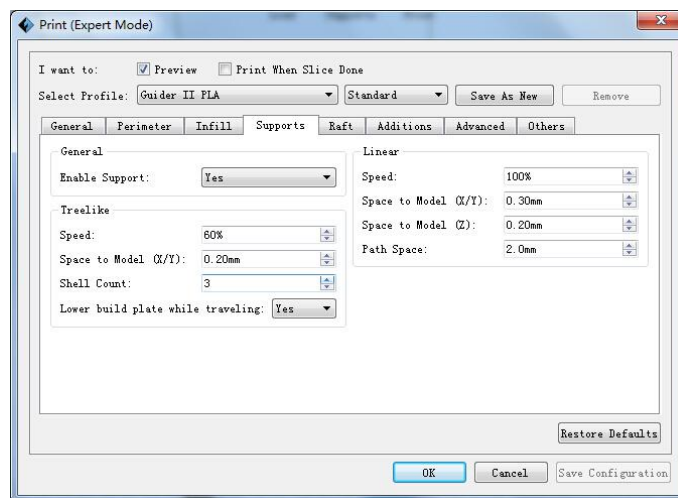 Print (Expert Mode)
I want to: Preview Print When Slice Done
Select Profile: Guider II PLA Standard Save As New Remove
General Perimeter Infill Supports Raft Additions Advanced Others
General
Enable Support: Yes
Treelike
Speed: 60%
Space to Model (X/Y): 0.20mm
Shell Count: 3
Lower build plate while traveling: Yes
Linear
Speed: 100%
Space to Model (X/Y): 0.30mm
Space to Model (Z): 0.20mm
Path Space: 2.0mm
Restore Defaults
OK Cancel Save Configuration